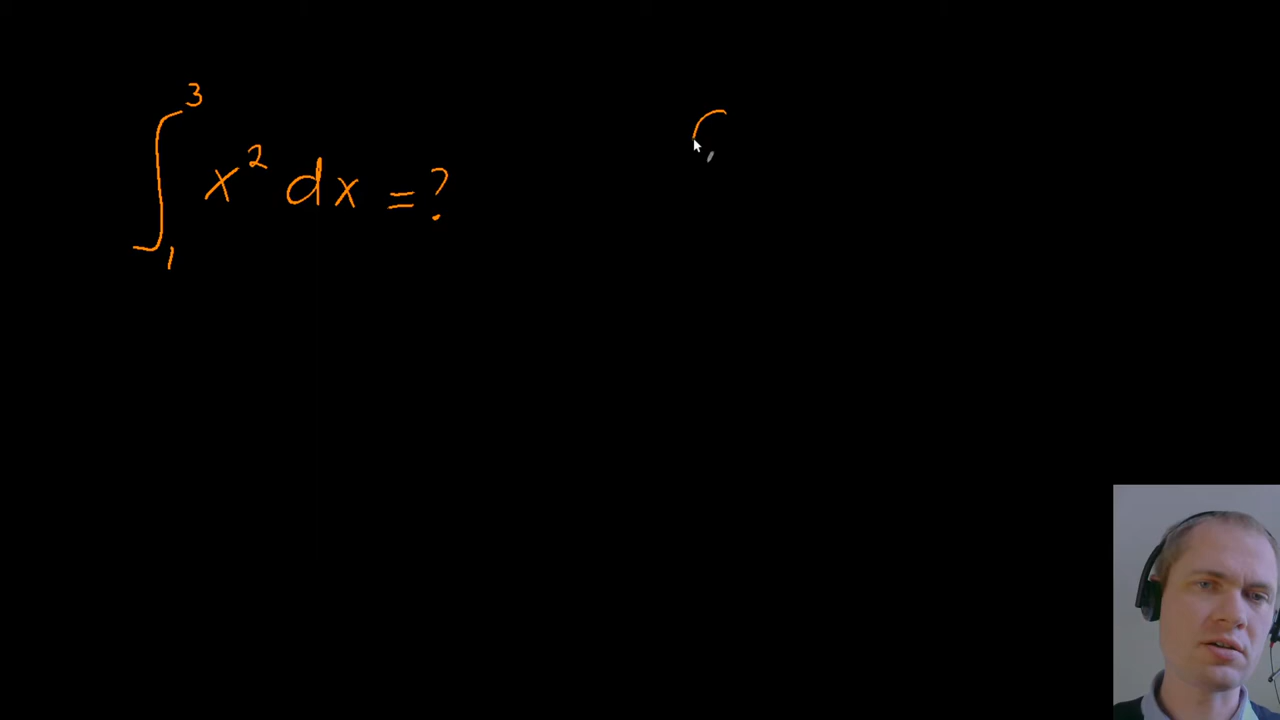 ∫₁³ x² dx = ?